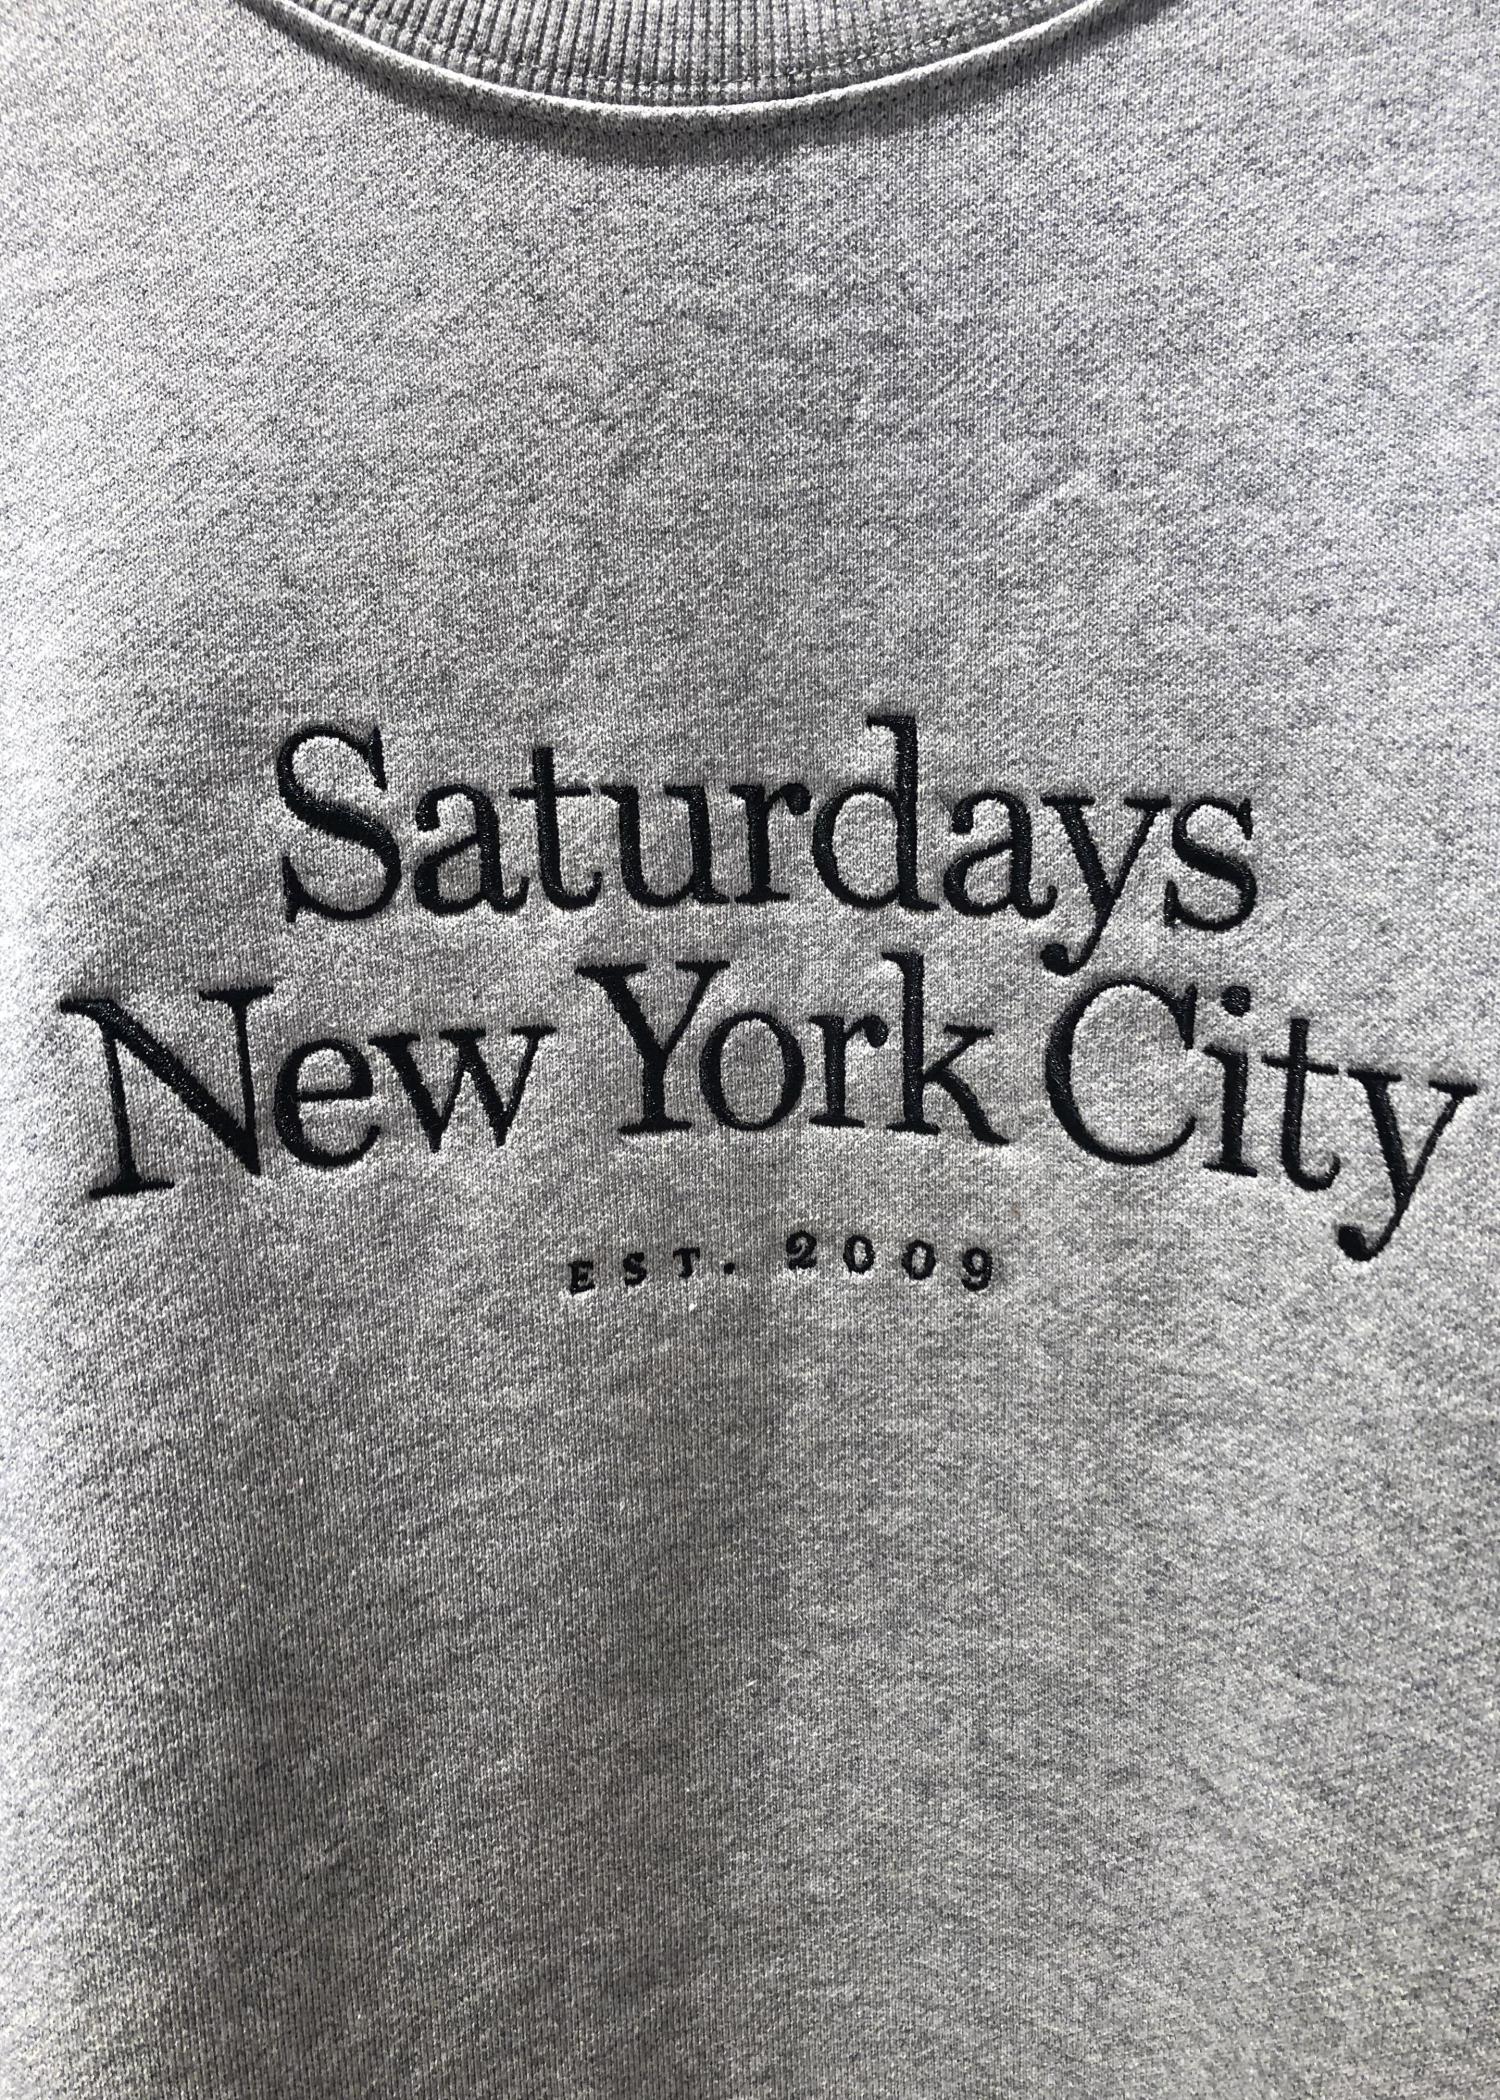 Saturdays
New York City
EST. 2009